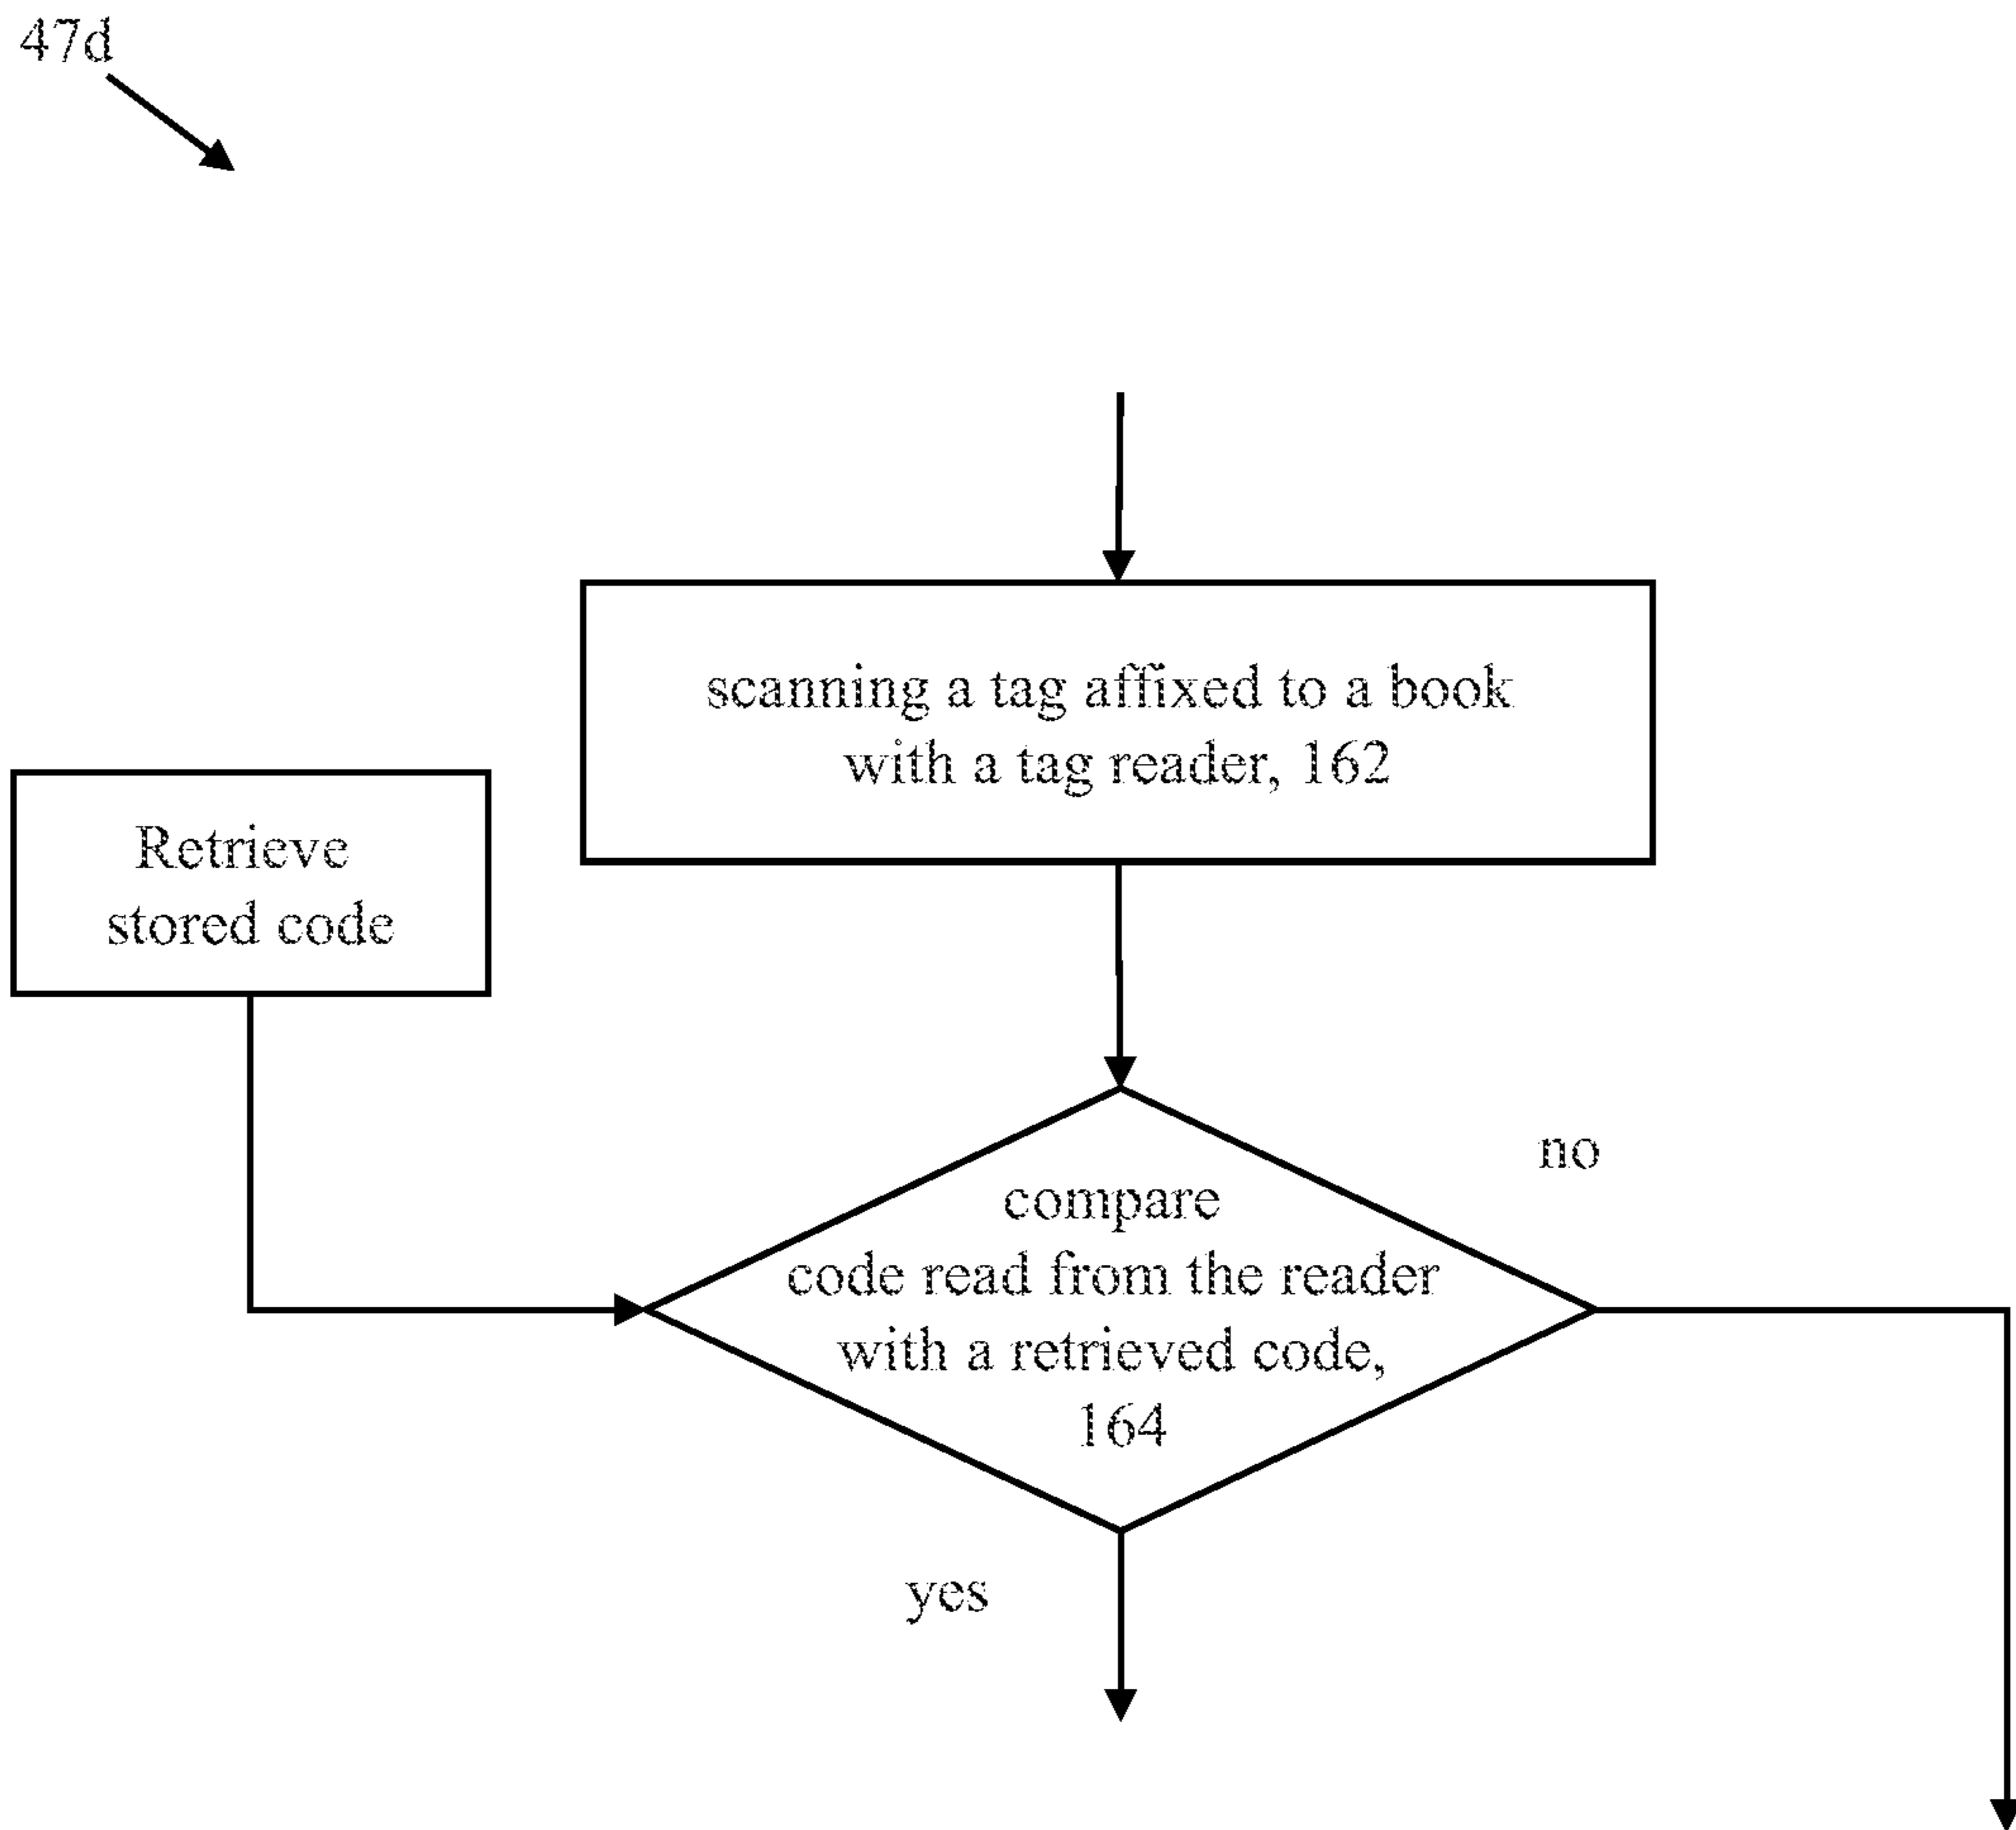 47d
scanning a tag affixed to a book
with a tag reader, 162
Retrieve
stored code
compare
code read from the reader
with a retrieved code,
164
no
yes